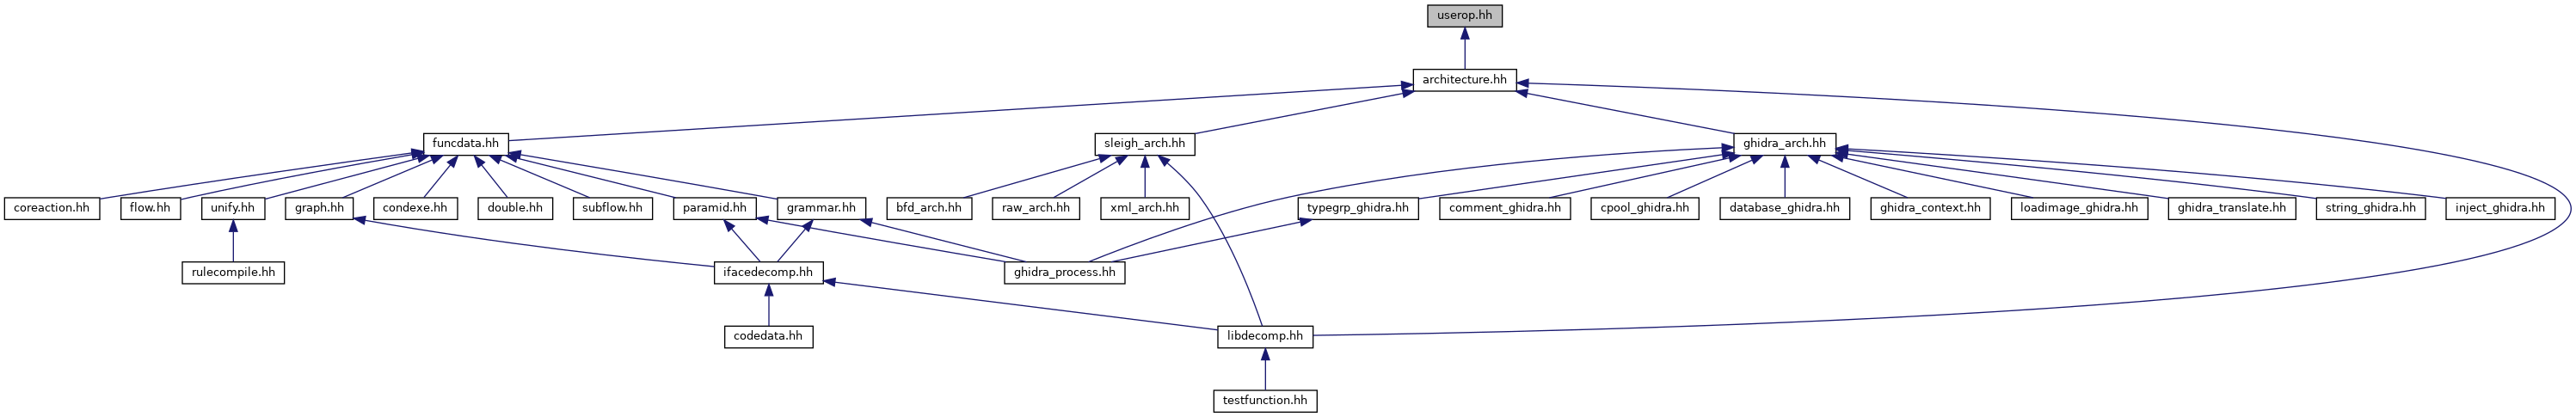 userop.hh
architecture.hh
funcdata.hh
sleigh_arch.hh
ghidra_arch.hh
coreaction.hh
flow.hh
unify.hh
graph.hh
condexe.hh
double.hh
subflow.hh
paramid.hh
grammar.hh
bfd_arch.hh
raw_arch.hh
xml_arch.hh
typegrp_ghidra.hh
comment_ghidra.hh
cpool_ghidra.hh
database_ghidra.hh
ghidra_context.hh
loadimage_ghidra.hh
ghidra_translate.hh
string_ghidra.hh
inject_ghidra.hh
rulecompile.hh
ifacedecomp.hh
ghidra_process.hh
codedata.hh
libdecomp.hh
testfunction.hh